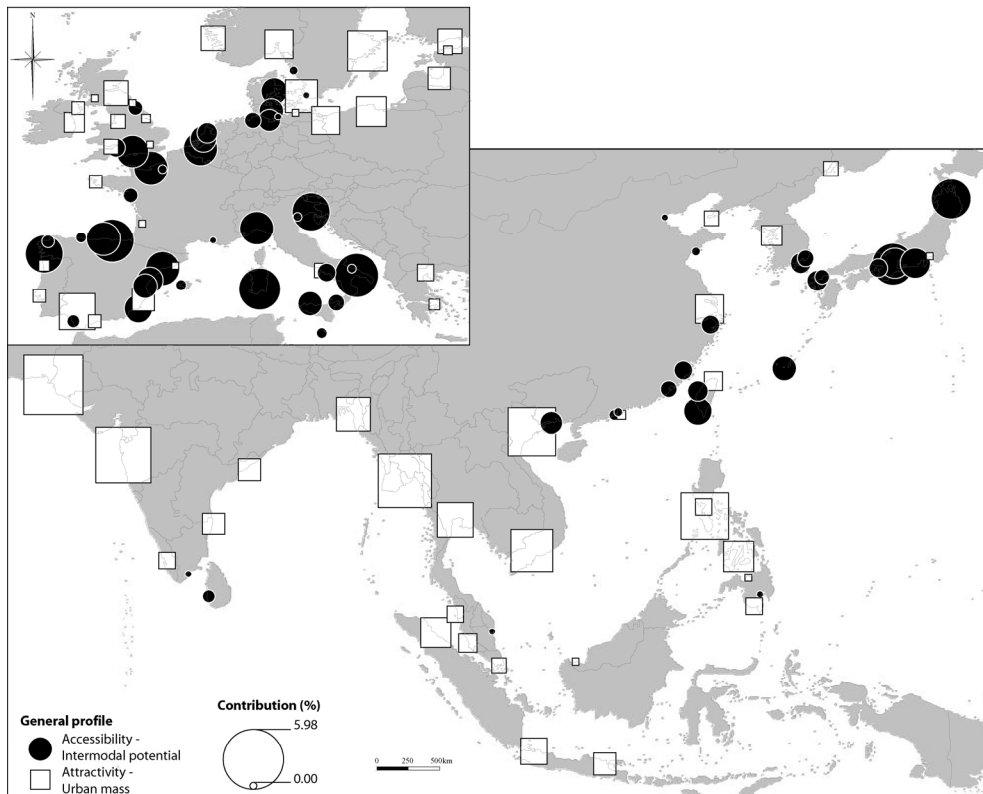 N
General profile
Accessibility -
Intermodal potential
Attractivity -
Urban mass
Contribution (%)
5.98
0.00
0 250 500km